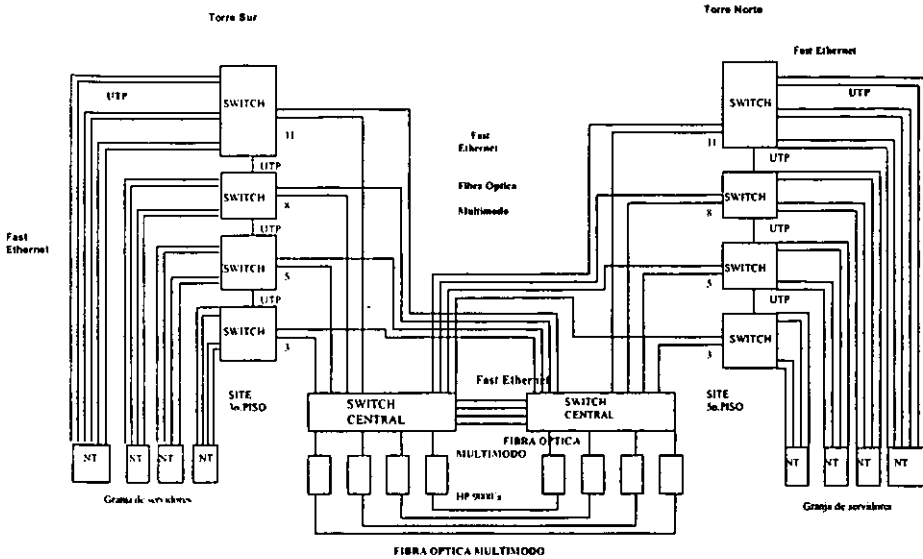 Torre Sur
Torre Norte
Fast Ethernet
UTP
SWITCH
11
UTP
SWITCH
8
UTP
SWITCH
5
UTP
SWITCH
3
Fast
Ethernet
SITE
3o.PISO
NT
NT
NT
NT
Granja de servidores
Fast
Ethernet
Fibra Optica
Multimodo
Fast Ethernet
SWITCH
CENTRAL
SWITCH
CENTRAL
FIBRA OPTICA
MULTIMODO
HP 9000's
FIBRA OPTICA MULTIMODO
UTP
SWITCH
11
UTP
SWITCH
8
UTP
SWITCH
5
UTP
SWITCH
3
SITE
5o.PISO
NT
NT
NT
NT
Granja de servidores